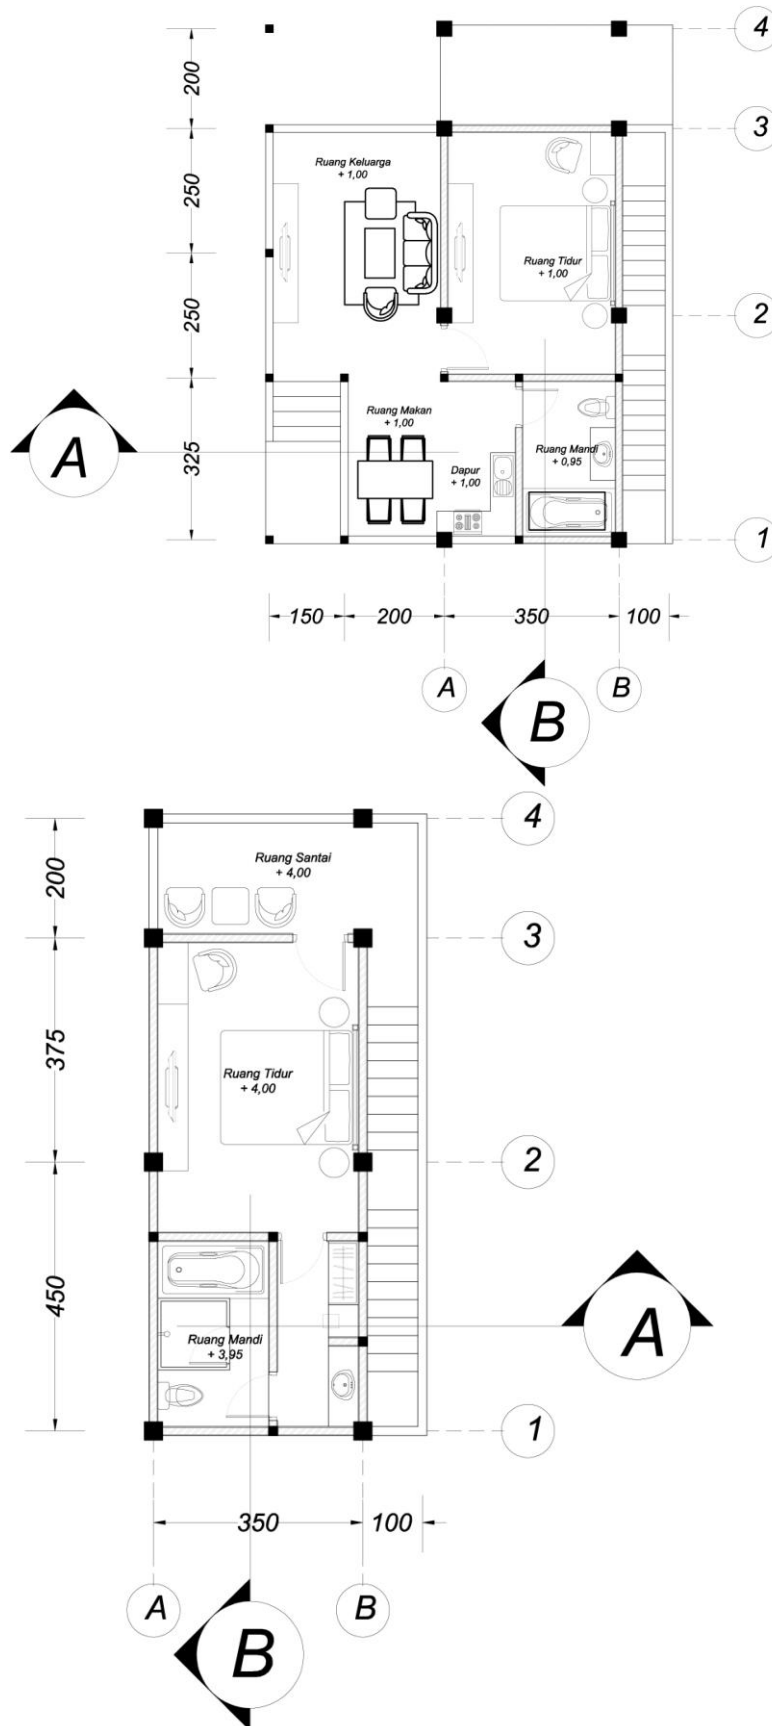 4
200
3
Ruang Keluarga
+ 1,00
250
Ruang Tidur
+ 1,00
2
250
Ruang Makan
+ 1,00
A
325
Ruang Mandi
+ 0,95
Dapur
+ 1,00
1
150
200
350
100
A
B
B
4
200
Ruang Santai
+ 4,00
3
375
Ruang Tidur
+ 4,00
2
450
Ruang Mandi
+ 3,95
A
1
350
100
A
B
B